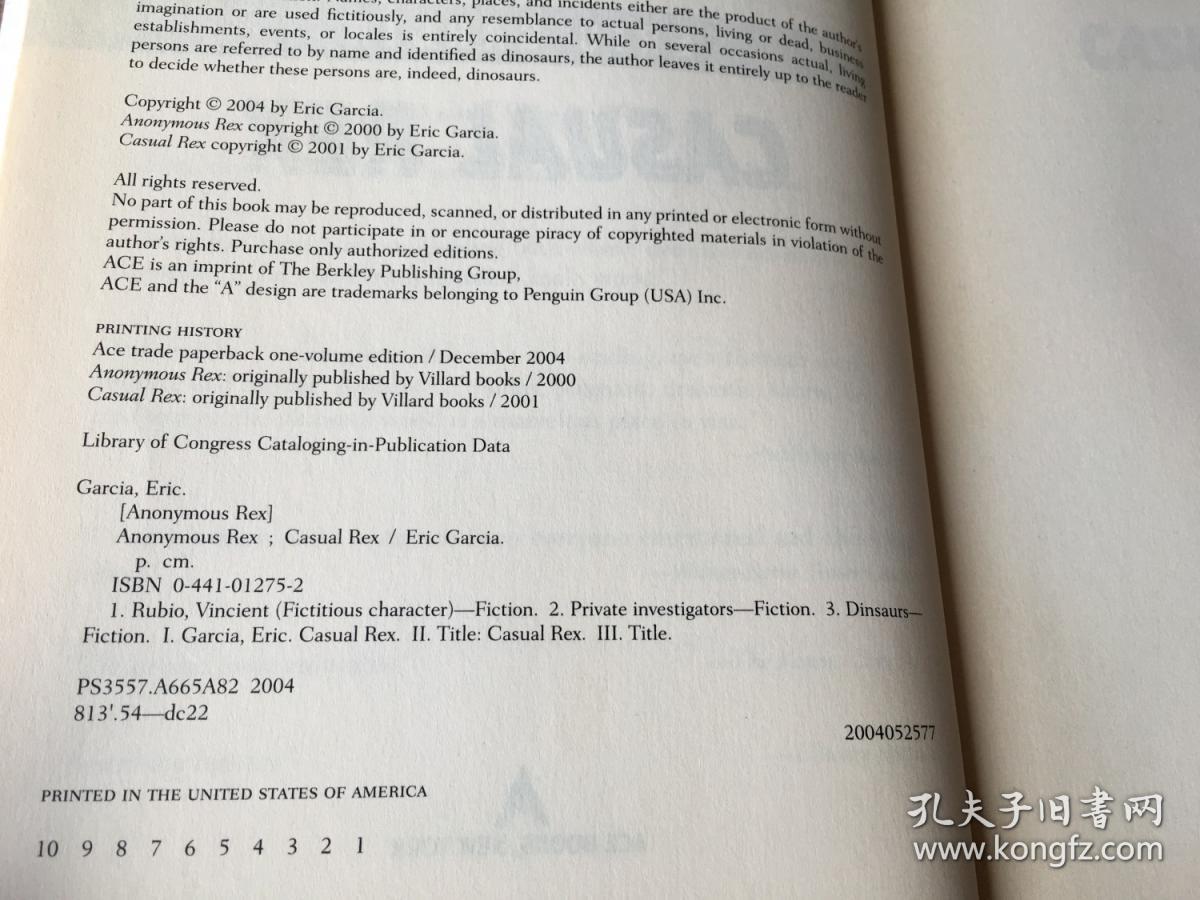 places, and incidents either are the product of the author's
imagination or are used fictitiously, and any resemblance to actual persons, living or dead, business
establishments, events, or locales is entirely coincidental. While on several occasions actual, living
persons are referred to by name and identified as dinosaurs, the author leaves it entirely up to the reader
to decide whether these persons are, indeed, dinosaurs.
Copyright © 2004 by Eric Garcia.
Anonymous Rex copyright © 2000 by Eric Garcia.
Casual Rex copyright © 2001 by Eric Garcia.
All rights reserved.
No part of this book may be reproduced, scanned, or distributed in any printed or electronic form without
permission. Please do not participate in or encourage piracy of copyrighted materials in violation of the
author's rights. Purchase only authorized editions.
ACE is an imprint of The Berkley Publishing Group,
ACE and the “A” design are trademarks belonging to Penguin Group (USA) Inc.
PRINTING HISTORY
Ace trade paperback one-volume edition / December 2004
Anonymous Rex: originally published by Villard books / 2000
Casual Rex: originally published by Villard books / 2001
Library of Congress Cataloging-in-Publication Data
Garcia, Eric.
[Anonymous Rex]
Anonymous Rex ; Casual Rex / Eric Garcia.
p. cm.
ISBN 0-441-01275-2
1. Rubio, Vincient (Fictitious character)—Fiction. 2. Private investigators—Fiction. 3. Dinsaurs—
Fiction. I. Garcia, Eric. Casual Rex. II. Title: Casual Rex. III. Title.
PS3557.A665A82 2004
813'.54—dc22
2004052577
PRINTED IN THE UNITED STATES OF AMERICA
10 9 8 7 6 5 4 3 2 1
孔夫子旧书网
www.kongfz.com